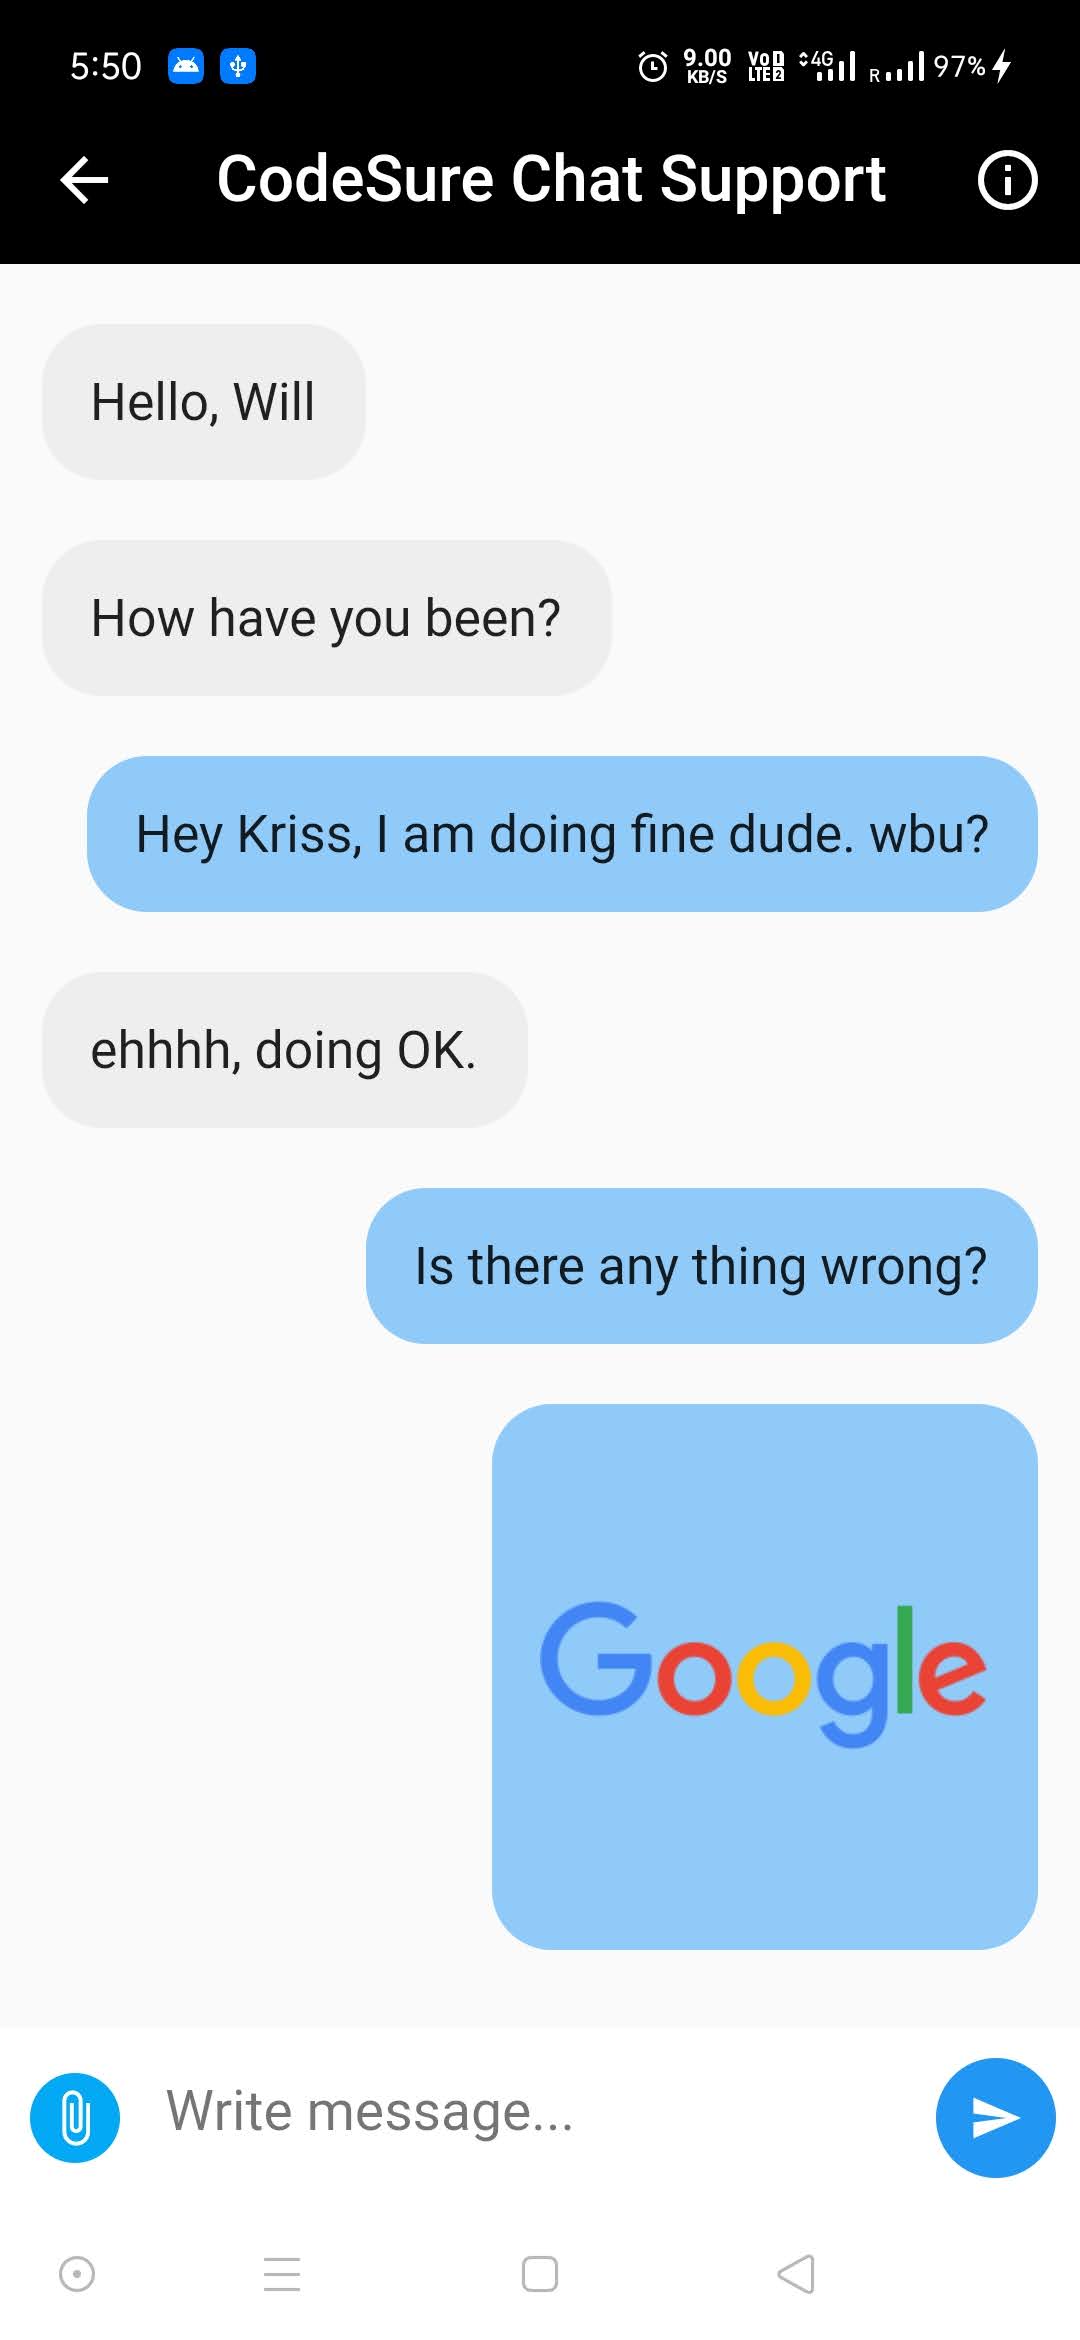 5:50 9.00 KB/S VoD LTE2 4G R 97%
CodeSure Chat Support
Hello, Will
How have you been?
Hey Kriss, I am doing fine dude. wbu?
ehhhh, doing OK.
Is there any thing wrong?
Google
Write message...